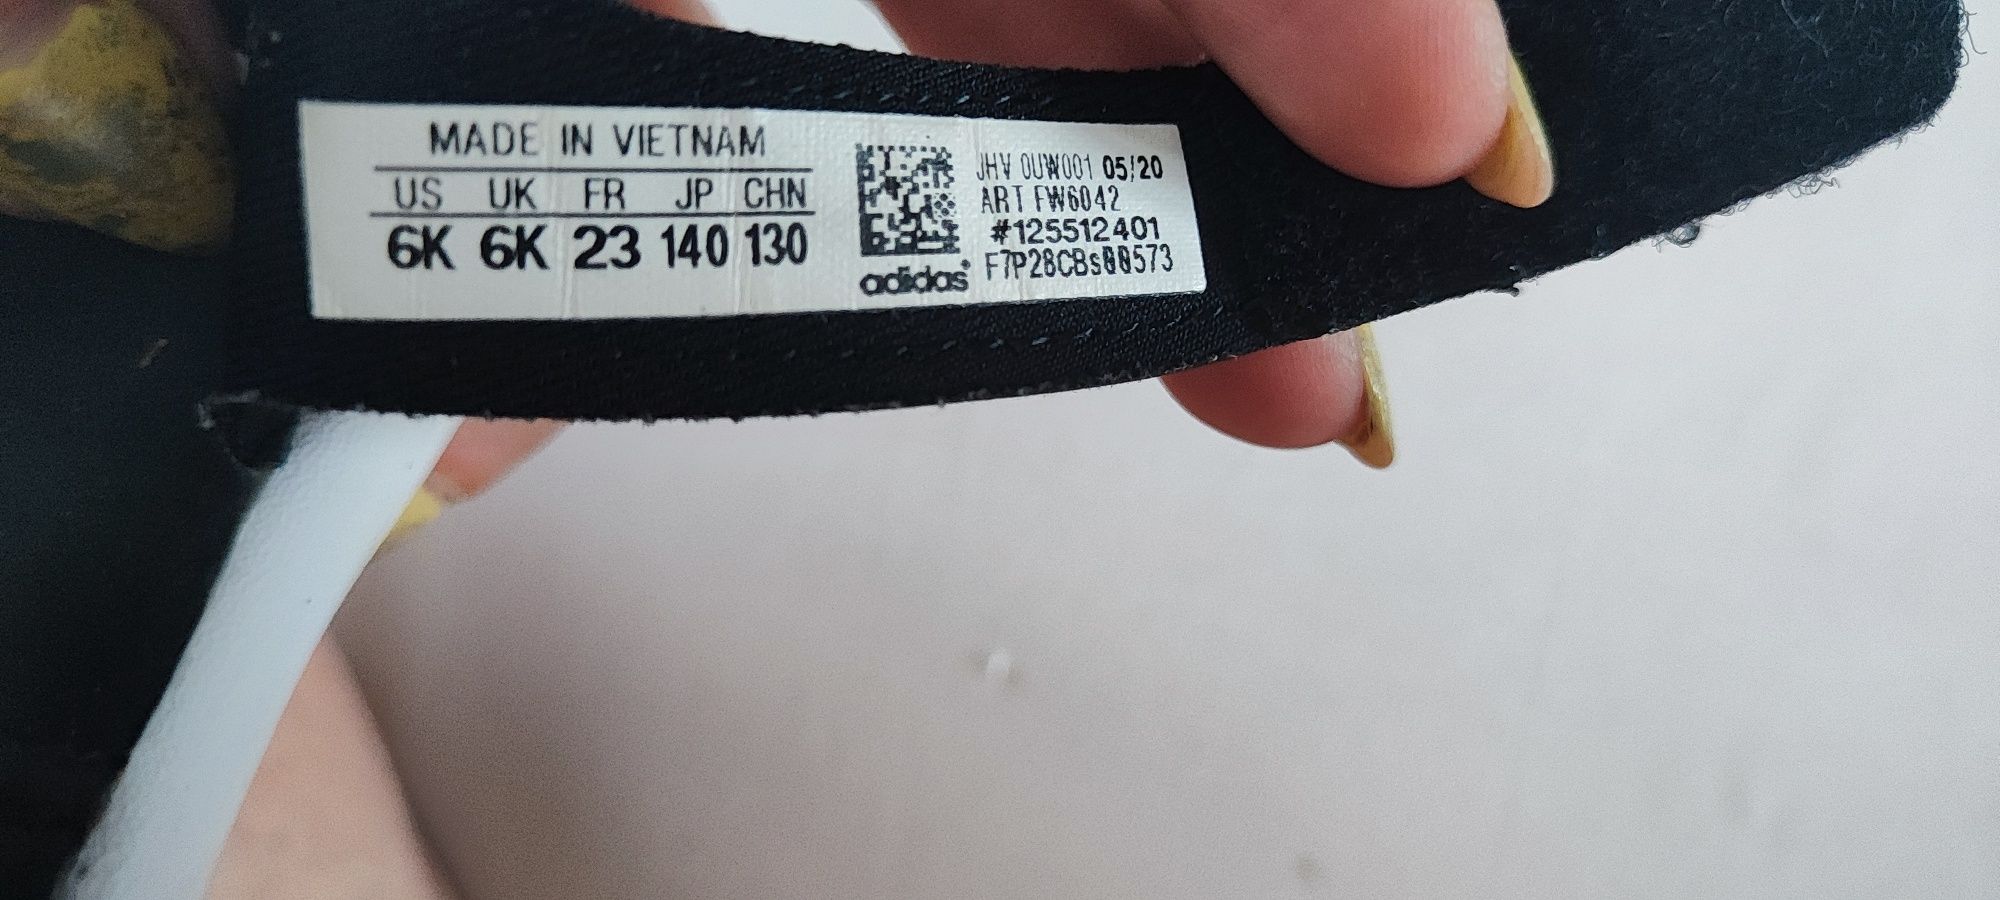 MADE IN VIETNAM
US UK FR JP CHN
6K 6K 23 140 130
adidas
JHV 0UW001 05/20
ART FW6042
#125512401